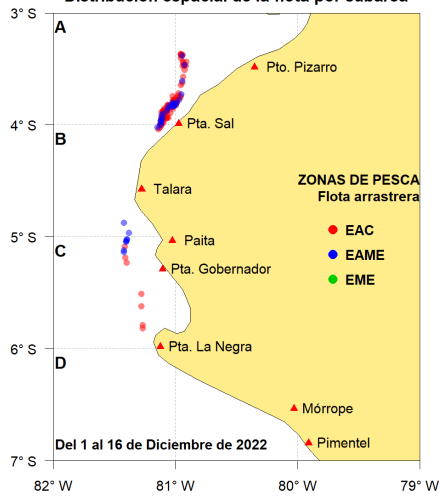 Distribución espacial de la flota por subárea
3° S
A
Pto. Pizarro
4° S
Pta. Sal
B
ZONAS DE PESCA
Talara
Flota arrastrera
EAC
5° S
Paita
C
EAME
Pta. Gobernador
EME
6° S
Pta. La Negra
D
Mórrope
Del 1 al 16 de Diciembre de 2022
Pimentel
7° S
82° W
81° W
80° W
79° W